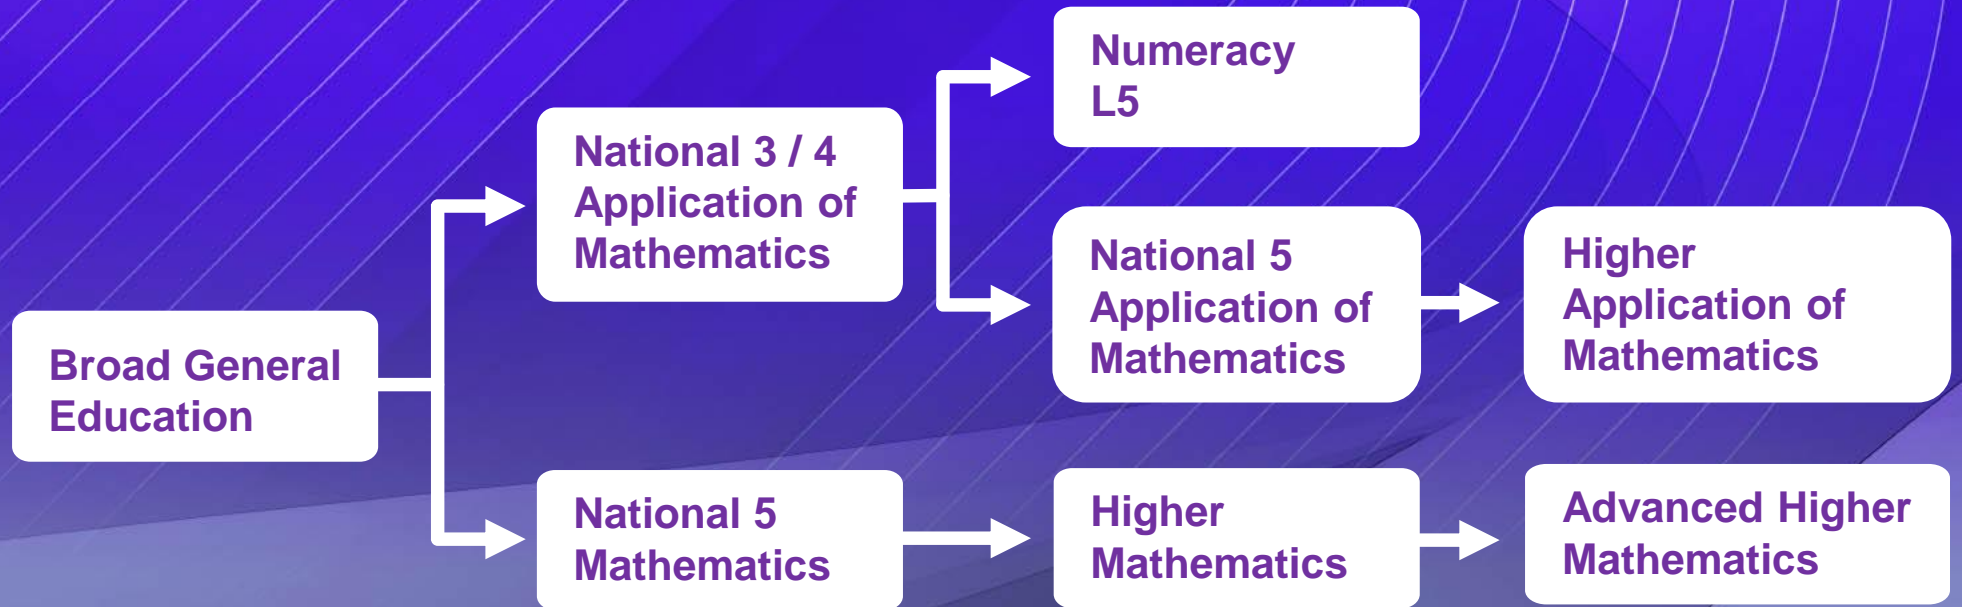 Broad General
Education
National 3 / 4
Application of
Mathematics
Numeracy
L5
National 5
Application of
Mathematics
Higher
Application of
Mathematics
National 5
Mathematics
Higher
Mathematics
Advanced Higher
Mathematics